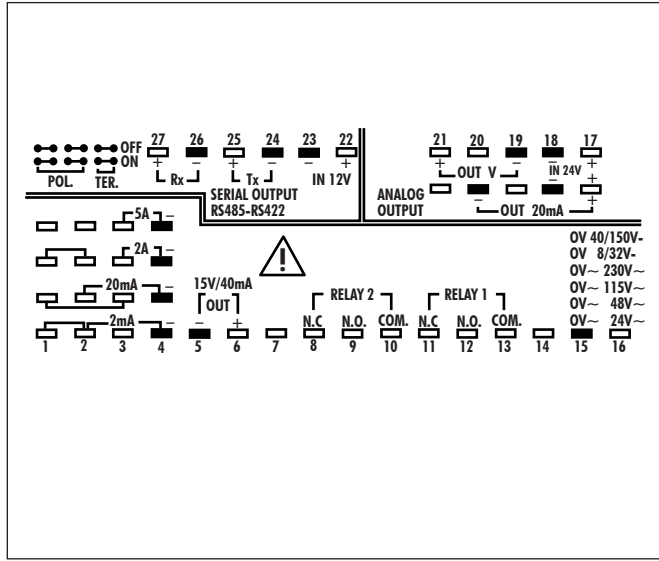 OFF 27 26 25 24 23 22
ON + − + − − +
POL. TER. Rx Tx IN 12V
SERIAL OUTPUT
RS485-RS422
21 20 19 18 17
+ OUT V − − IN 24V +
+
ANALOG
OUTPUT − OUT 20mA +
5A −
2A −
20mA −
2mA −
15V/40mA
OUT
− +
RELAY 2 RELAY 1
N.C N.O. COM. N.C N.O. COM.
OV 40/150V-
OV 8/32V-
OV~ 230V~
OV~ 115V~
OV~ 48V~
OV~ 24V~
1 2 3 4 5 6 7 8 9 10 11 12 13 14 15 16